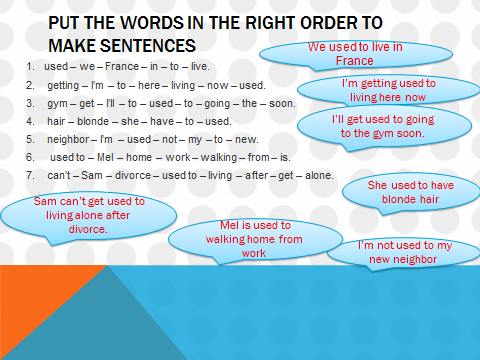 PUT THE WORDS IN THE RIGHT ORDER TO
MAKE SENTENCES
1. used – we – France – in – to – live.
2. getting – I'm – to – here – living – now – used.
3. gym – get – I'll – to – used – to – going – the – soon.
4. hair – blonde – she – have – to – used.
5. neighbor – I'm – used – not – my – to – new.
6. used to – Mel – home – work – walking – from – is.
7. can't – Sam – divorce – used to – living – after – get – alone.
We used to live in
France
I'm getting used to
living here now
I'll get used to going
to the gym soon.
She used to have
blonde hair
Sam can't get used to
living alone after
divorce.
Mel is used to
walking home from
work
I'm not used to my
new neighbor